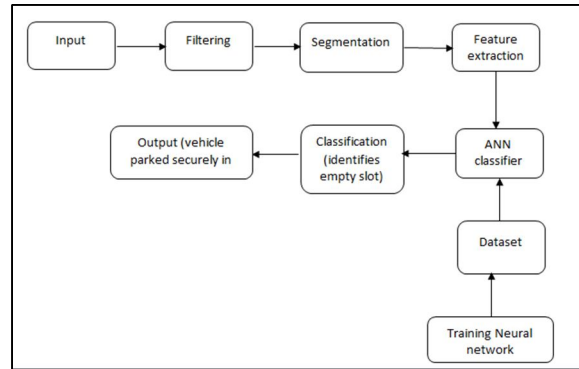 Input
Filtering
Segmentation
Feature
extraction
Output (vehicle
parked securely in
Classification
(identifies
empty slot)
ANN
classifier
Dataset
Training Neural
network